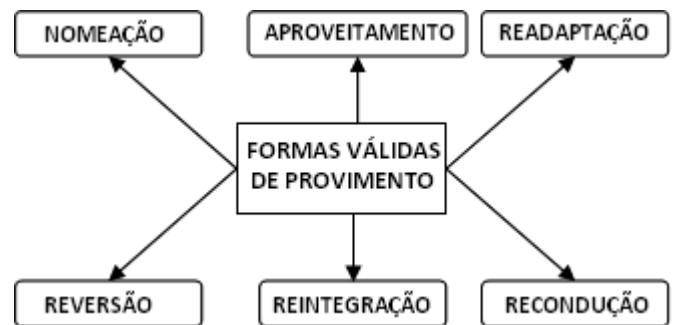 NOMEAÇÃO
APROVEITAMENTO
READAPTAÇÃO
FORMAS VÁLIDAS
DE PROVIMENTO
REVERSÃO
REINTEGRAÇÃO
RECONDUÇÃO